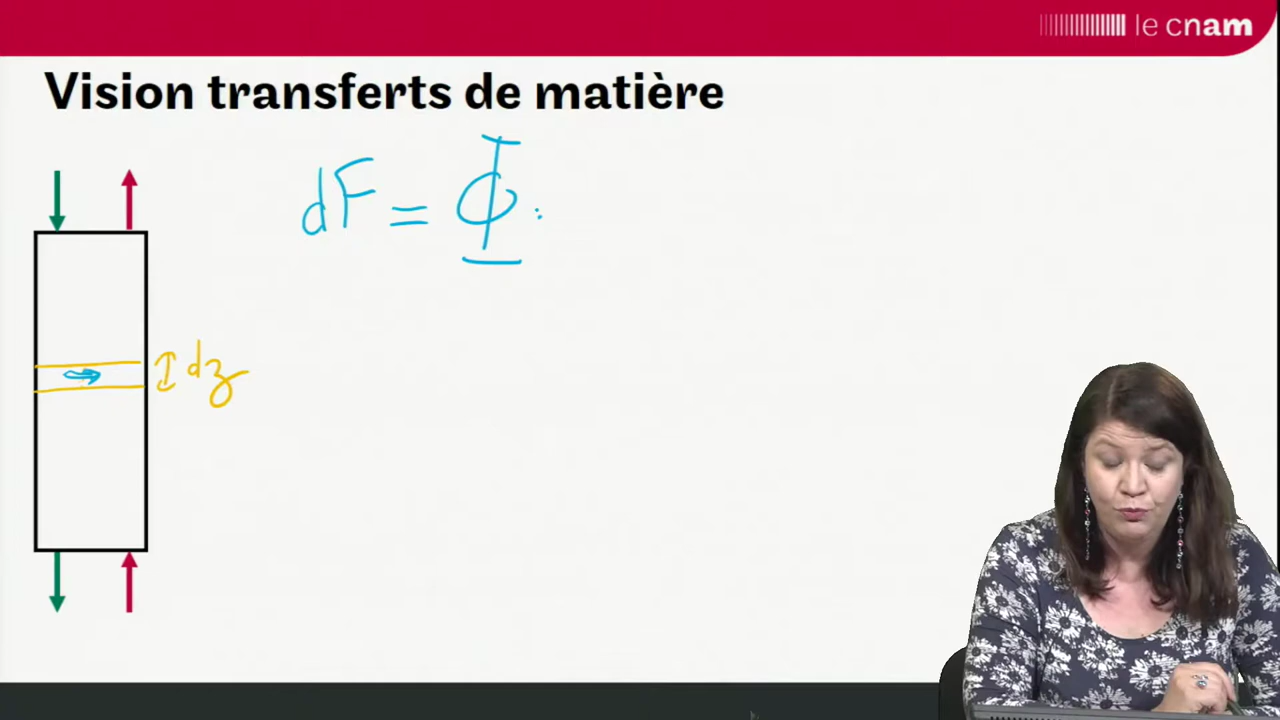 le cnam
Vision transferts de matière
dF = Φ .
dz